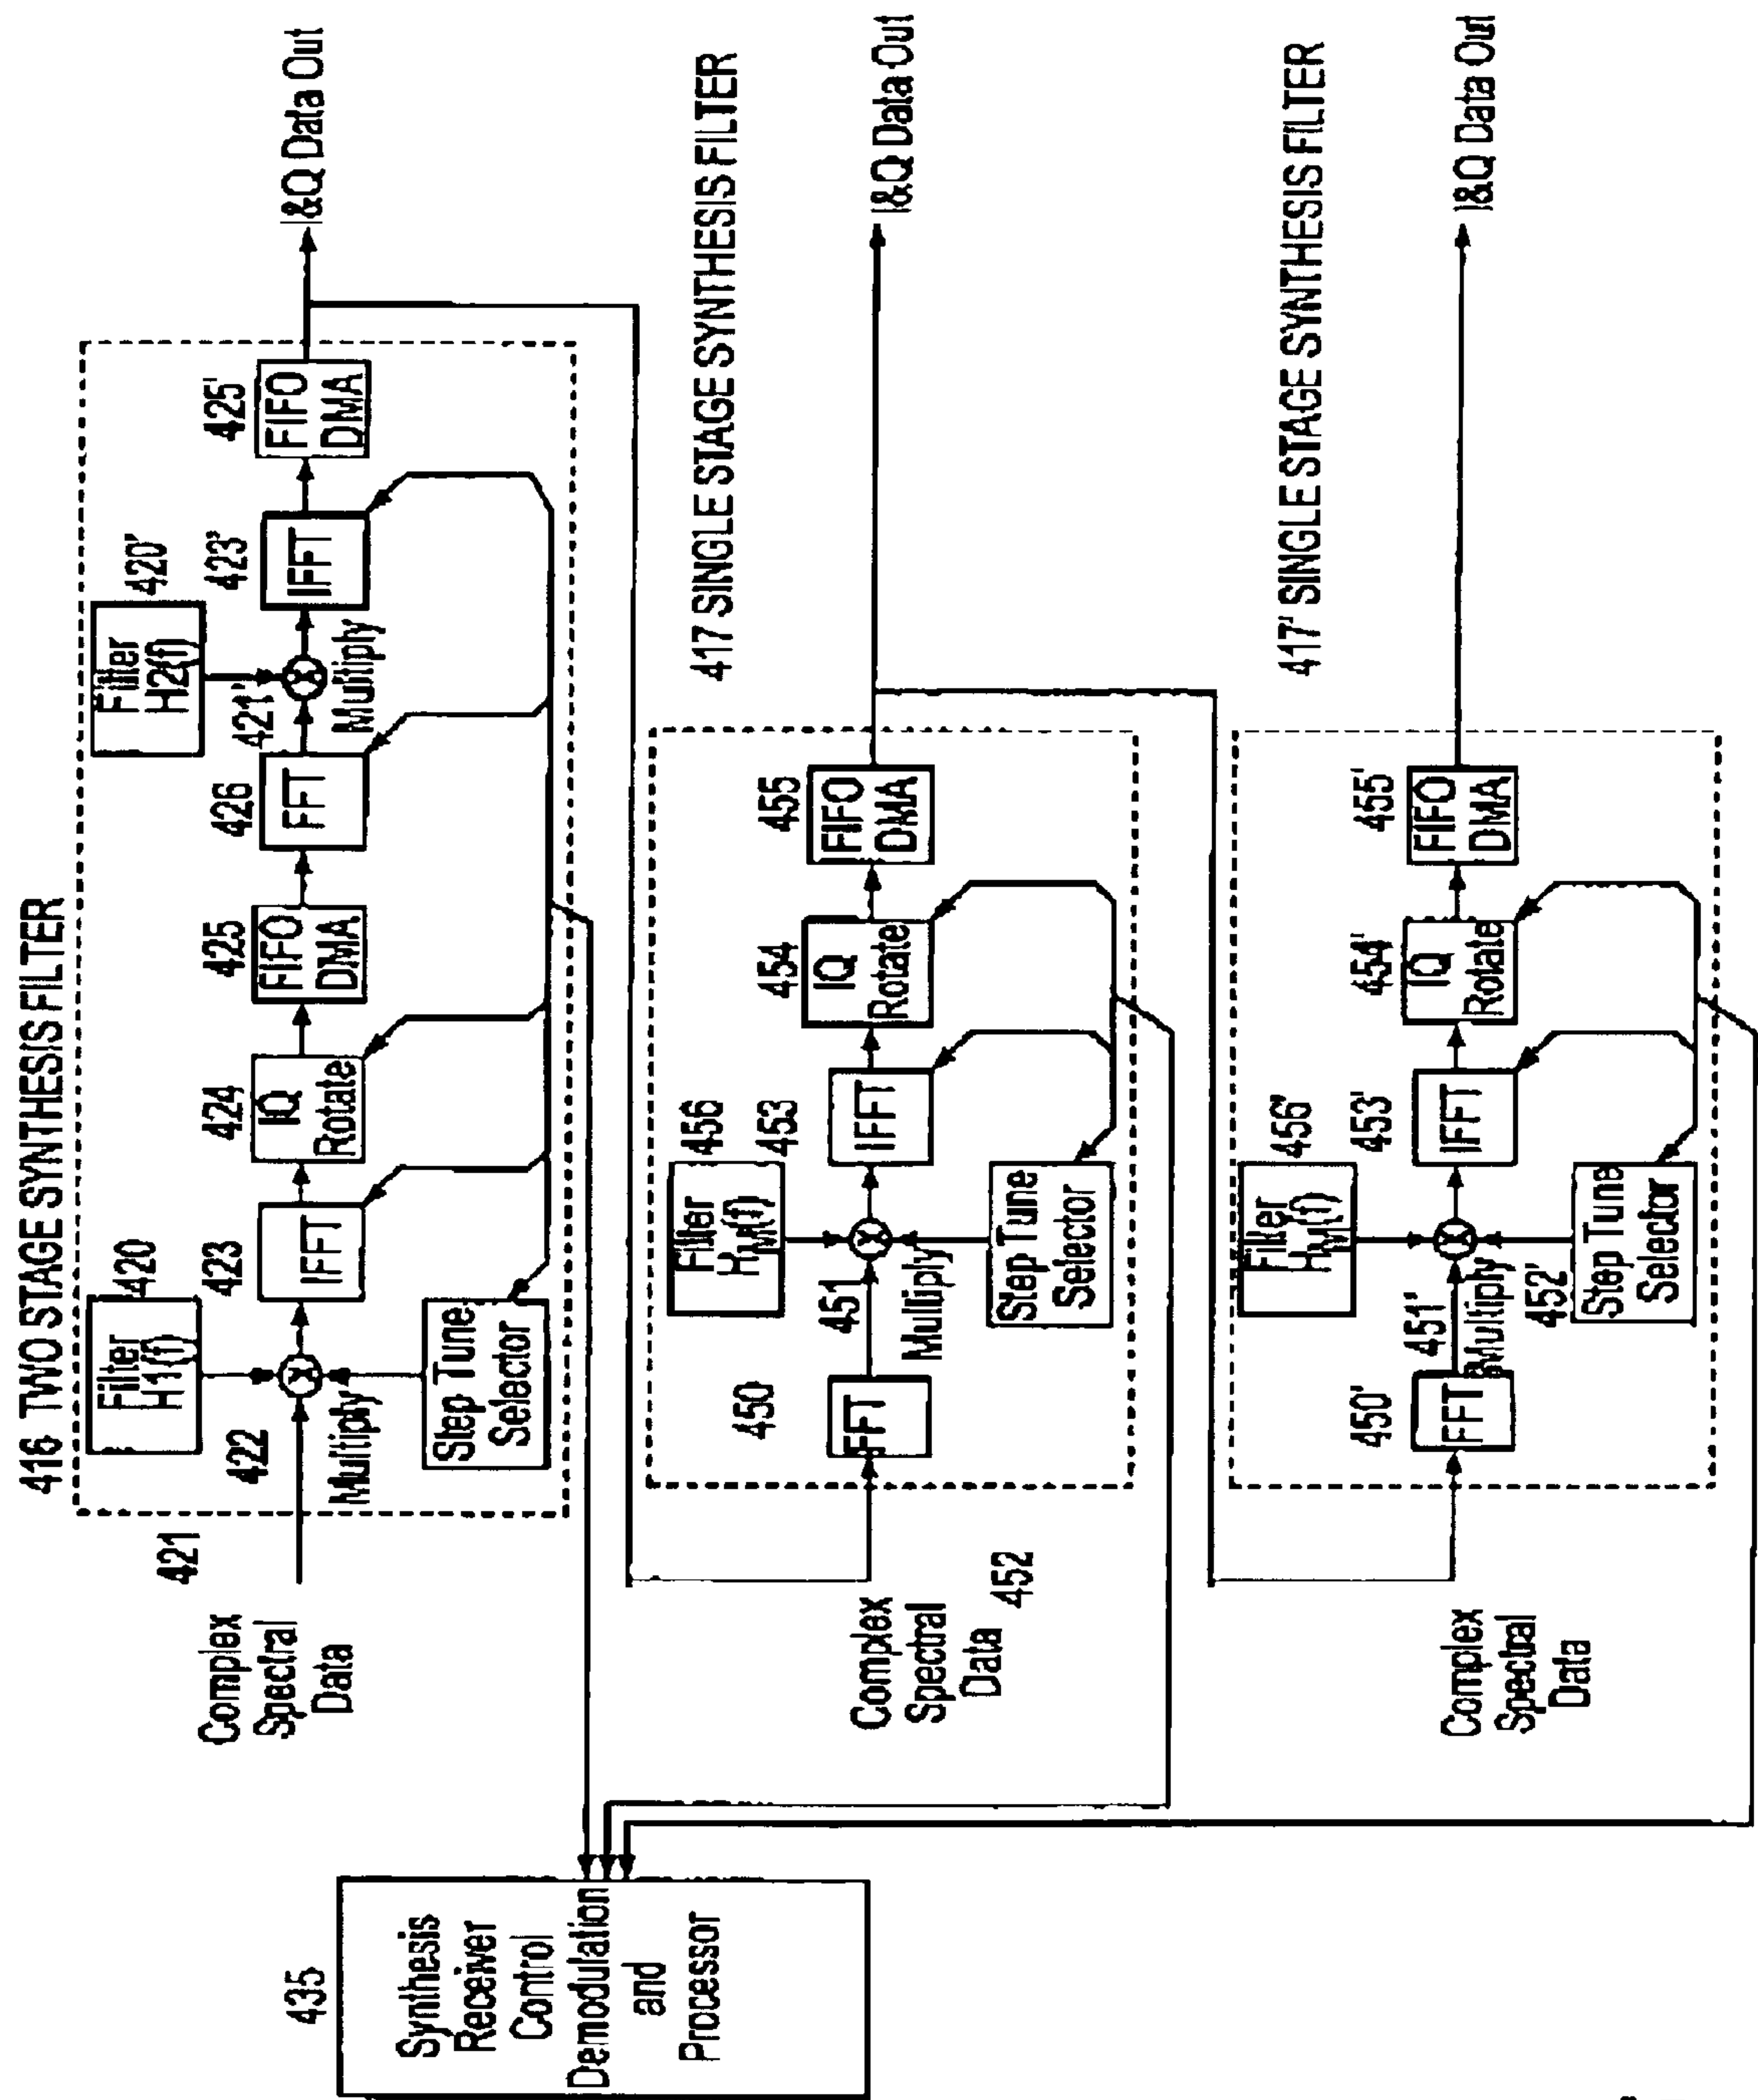 416 TWO STAGE SYNTHESIS FILTER
421
Complex
Spectral
Data
422
Multiply
420
Filter
H1(f)
Step Tune
Selector
423
IFFT
424
IQ
Rotate
425
FIFO
DMA
426
FFT
421'
Multiply
420'
Filter
H2(f)
423'
IFFT
425'
FIFO
DMA
I&Q Data Out
435
Synthesis
Receiver
Control
Demodulation
and
Processor
417 SINGLE STAGE SYNTHESIS FILTER
Complex
Spectral
Data
452
450
FFT
451
Multiply
456
Filter
HM(f)
Step Tune
Selector
453
IFFT
454
IQ
Rotate
455
FIFO
DMA
I&Q Data Out
417' SINGLE STAGE SYNTHESIS FILTER
Complex
Spectral
Data
450'
FFT
451'
Multiply
452'
456'
Filter
HM(f)
Step Tune
Selector
453'
IFFT
454'
IQ
Rotate
455'
FIFO
DMA
I&Q Data Out